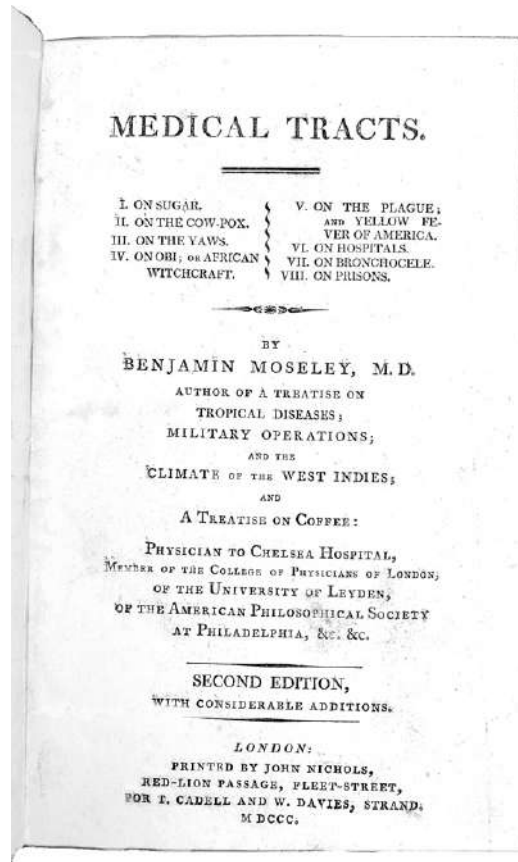 MEDICAL TRACTS.
I. ON SUGAR.
II. ON THE COW-POX.
III. ON THE YAWS.
IV. ON OBI; OR AFRICAN
WITCHCRAFT.
V. ON THE PLAGUE;
AND YELLOW FE-
VER OF AMERICA.
VI. ON HOSPITALS.
VII. ON BRONCHOCELE.
VIII. ON PRISONS.
BY
BENJAMIN MOSELEY, M.D.
AUTHOR OF A TREATISE ON
TROPICAL DISEASES;
MILITARY OPERATIONS;
AND THE
CLIMATE OF THE WEST INDIES;
AND
A TREATISE ON COFFEE:
PHYSICIAN TO CHELSEA HOSPITAL,
MEMBER OF THE COLLEGE OF PHYSICIANS OF LONDON,
OF THE UNIVERSITY OF LEYDEN,
OF THE AMERICAN PHILOSOPHICAL SOCIETY
AT PHILADELPHIA, &c. &c.
SECOND EDITION,
WITH CONSIDERABLE ADDITIONS.
LONDON:
PRINTED BY JOHN NICHOLS,
RED-LION PASSAGE, FLEET-STREET,
FOR T. CADELL AND W. DAVIES, STRAND.
MDCCC.